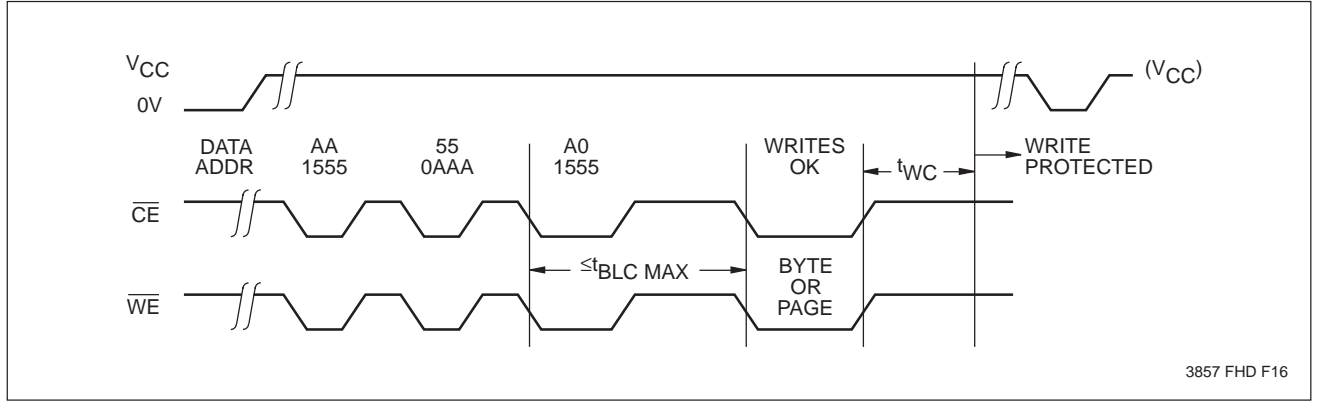 VCC
0V
(VCC)
DATA
ADDR
AA
1555
55
0AAA
A0
1555
WRITES
OK
tWC
WRITE
PROTECTED
CE
≤tBLC MAX
BYTE
OR
PAGE
WE
3857 FHD F16